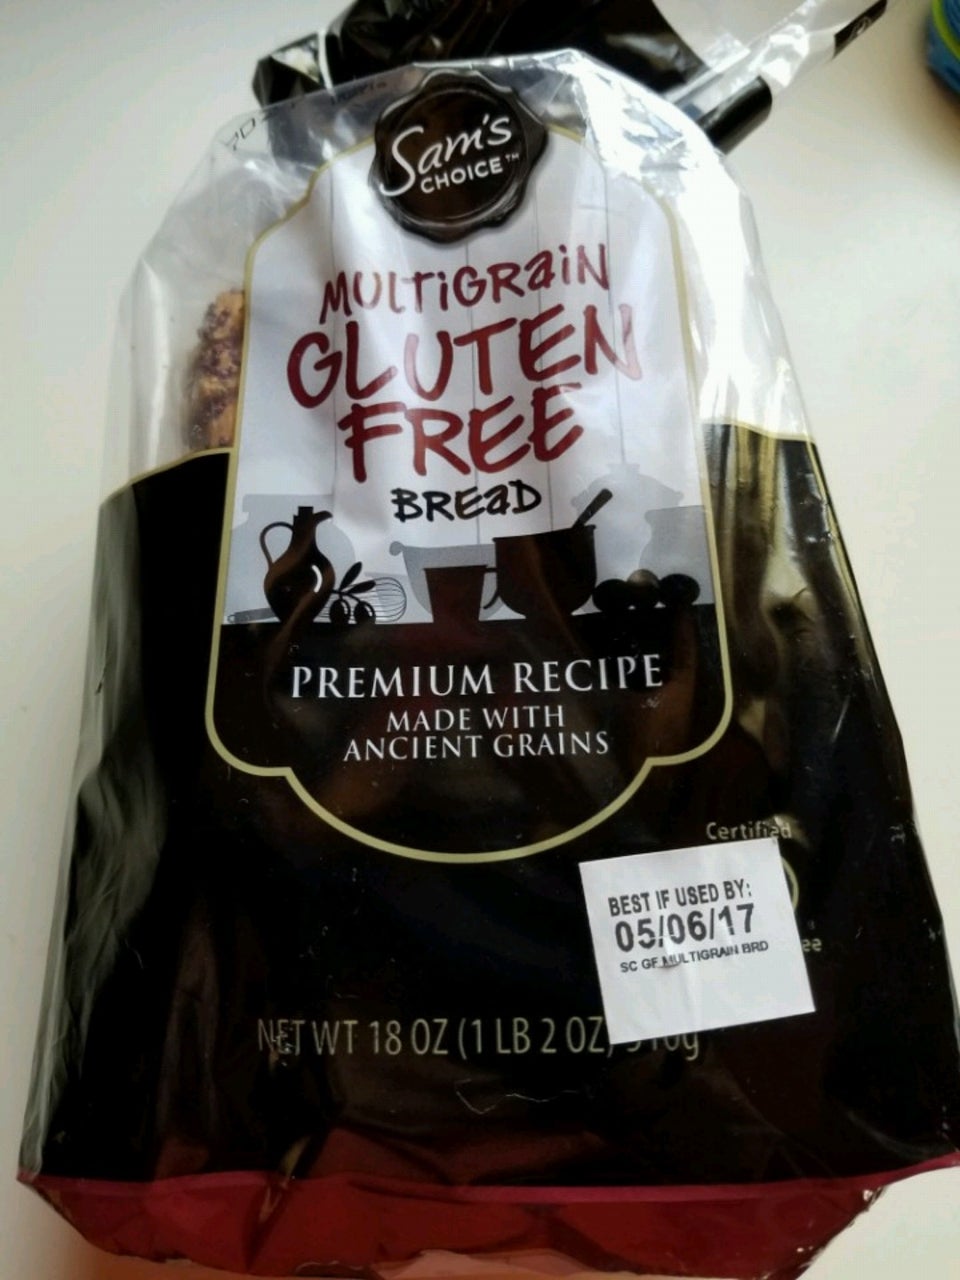 Sam's
CHOICE™
MULTiGRaiN
GLUTEN
FREE
BREaD
PREMIUM RECIPE
MADE WITH
ANCIENT GRAINS
Certified
BEST IF USED BY:
05/06/17
SC GF MULTIGRAIN BRD
NET WT 18 OZ (1 LB 2 OZ)